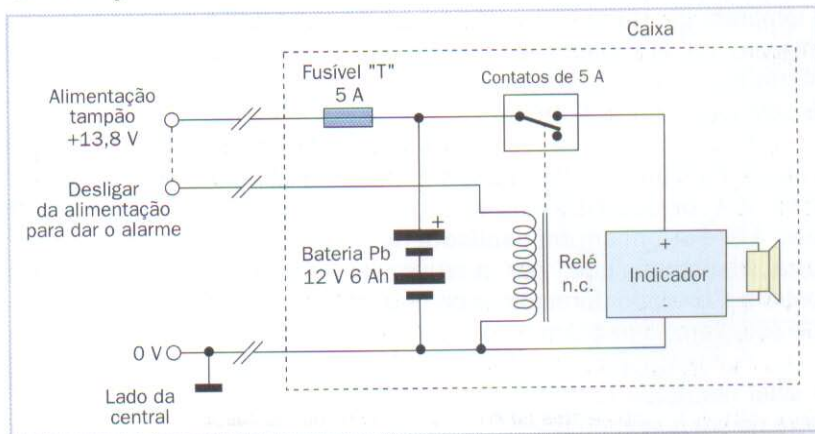 Caixa
Fusível "T"
5 A
Contatos de 5 A
Alimentação
tampão
+13,8 V
Desligar
da alimentação
para dar o alarme
+
Bateria Pb
12 V 6 Ah
Relé
n.c.
+
Indicador
-
0 V
Lado da
central